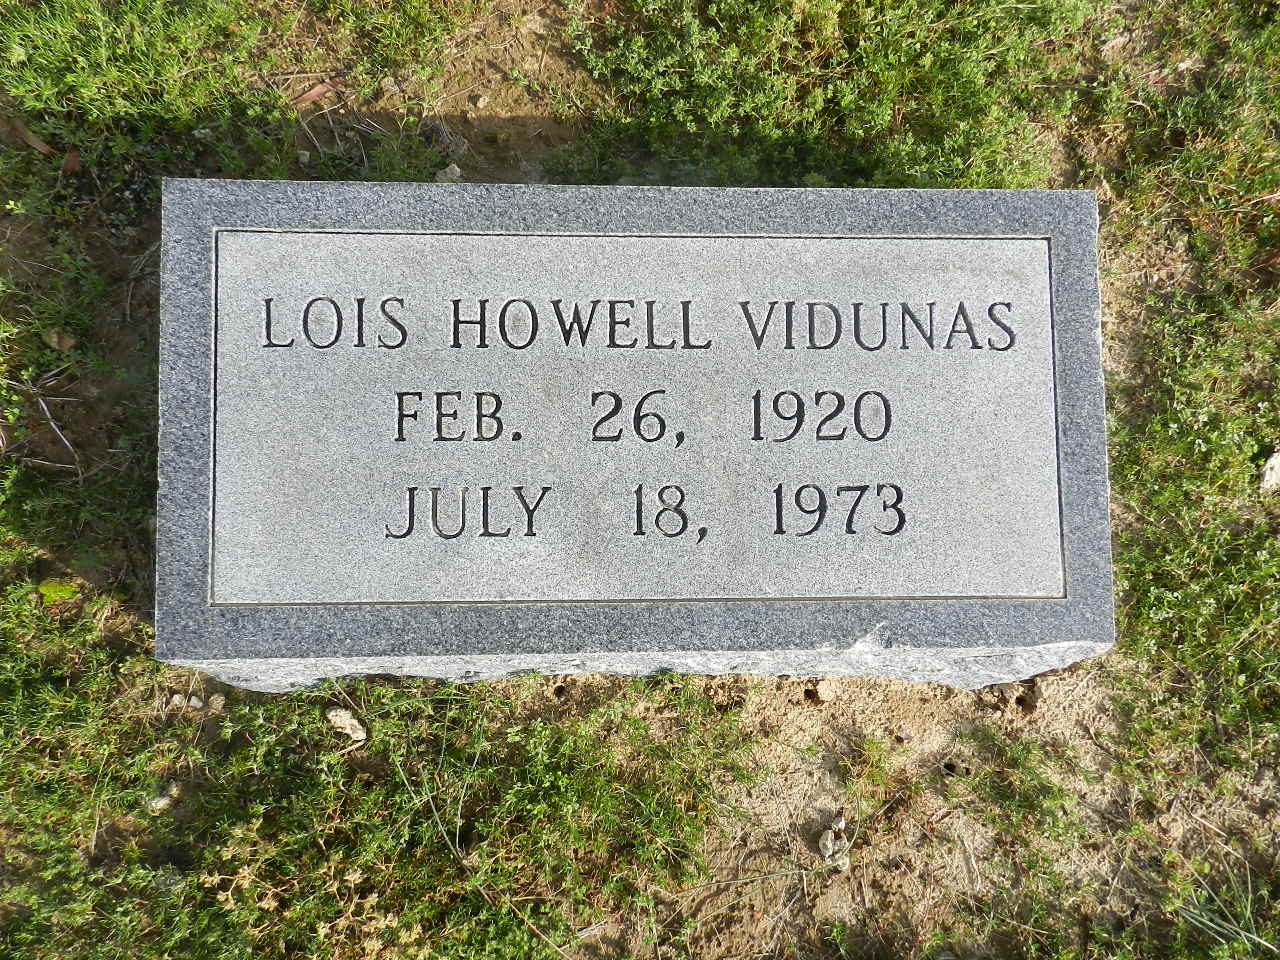 LOIS HOWELL VIDUNAS
FEB. 26, 1920
JULY 18, 1973